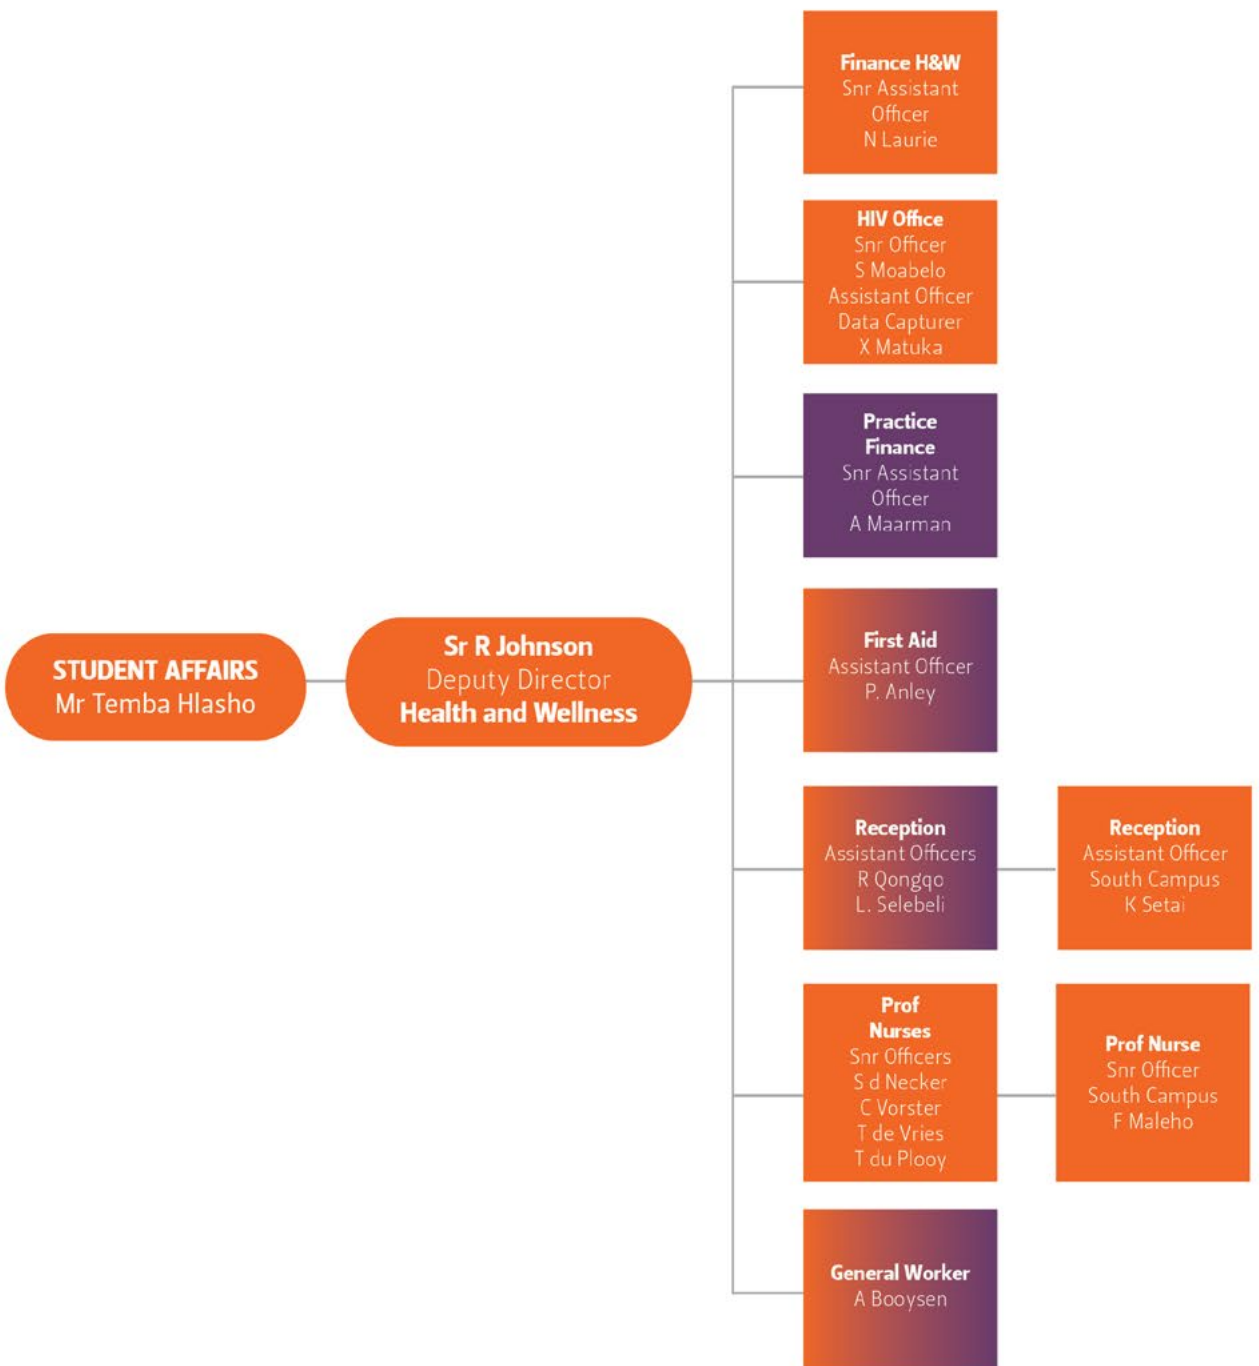 STUDENT AFFAIRS
Mr Temba Hlasho
Sr R Johnson
Deputy Director
Health and Wellness
Finance H&W
Snr Assistant
Officer
N Laurie
HIV Office
Snr Officer
S Moabelo
Assistant Officer
Data Capturer
X Matuka
Practice
Finance
Snr Assistant
Officer
A Maarman
First Aid
Assistant Officer
P. Anley
Reception
Assistant Officers
R Qongqo
L. Selebeli
Reception
Assistant Officer
South Campus
K Setai
Prof
Nurses
Snr Officers
S d Necker
C Vorster
T de Vries
T du Plooy
Prof Nurse
Snr Officer
South Campus
F Maleho
General Worker
A Booysen